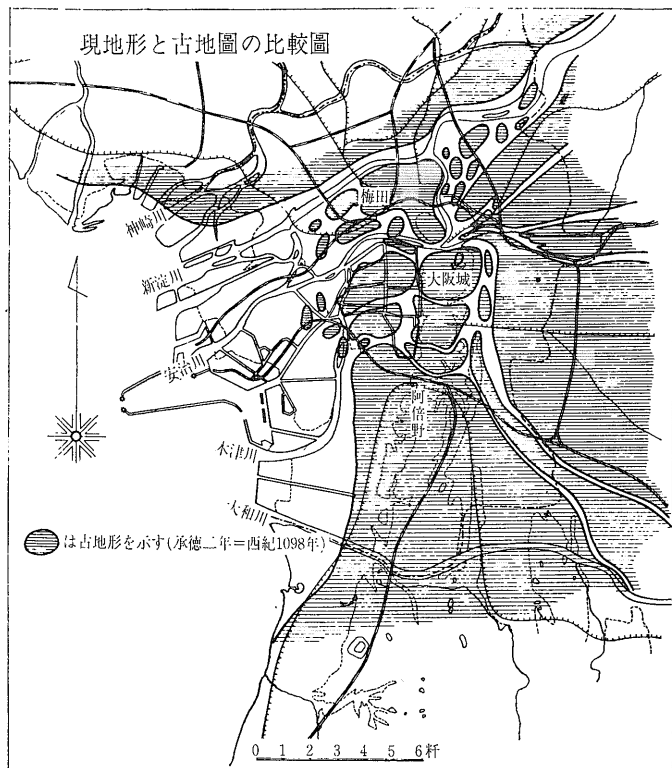 現地形と古地圖の比較圖
梅田
神崎川
大阪城
新淀川
安治川
阿倍野
木津川
大和川
は古地形を示す(承徳二年=西紀1098年)
0 1 2 3 4 5 6粁